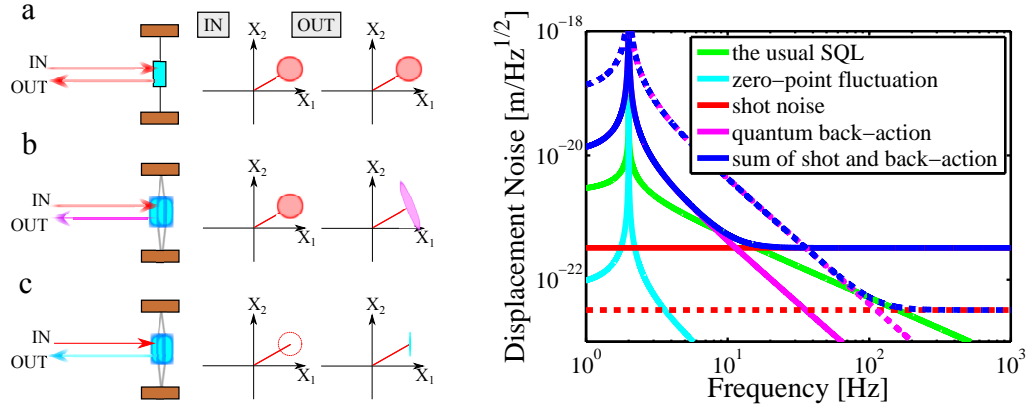 a
IN
OUT
IN
OUT
X2
X1
X2
X1
b
IN
OUT
X2
X1
X2
X1
c
IN
OUT
X2
X1
X2
X1
Displacement Noise [m/Hz^1/2]
10^−18
10^−20
10^−22
the usual SQL
zero−point fluctuation
shot noise
quantum back−action
sum of shot and back−action
10^0
10^1
10^2
10^3
Frequency [Hz]